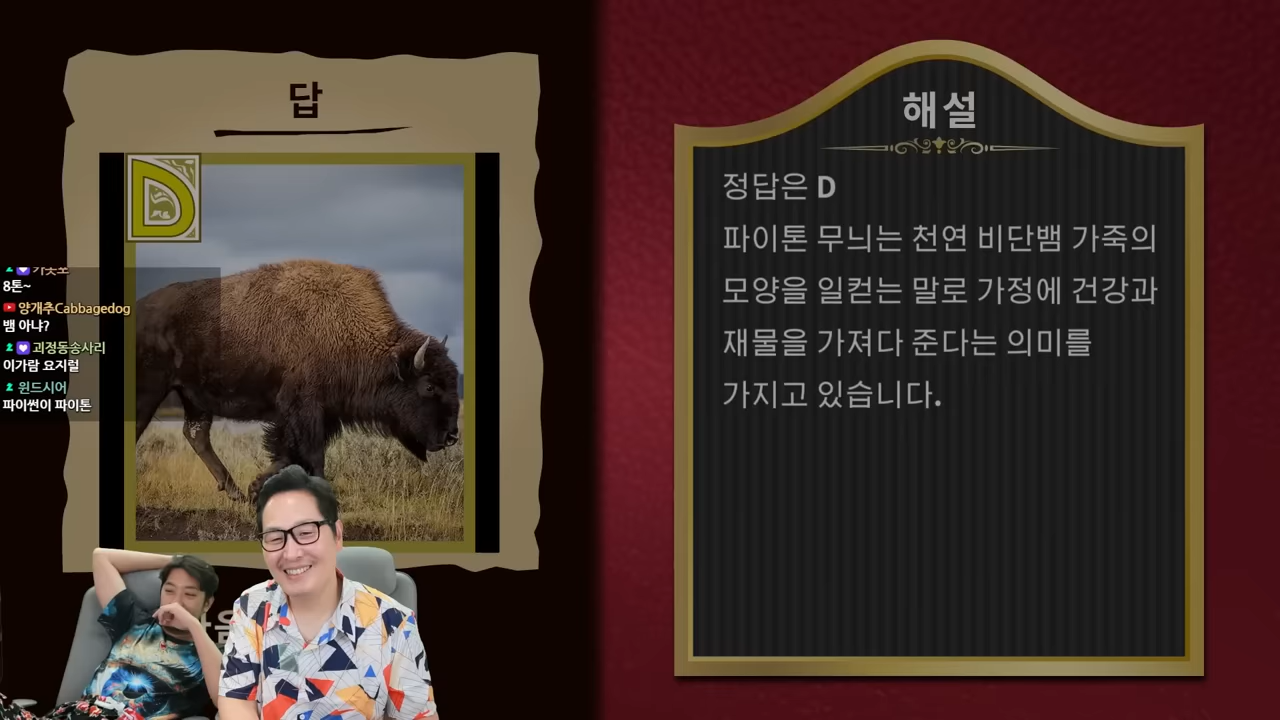 답
D
8톤~
양개추Cabbagedog
뱀 아냐?
괴정동송사리
이가람 요지럴
윈드시어
파이썬이 파이톤
해설
정답은 D
파이톤 무늬는 천연 비단뱀 가죽의
모양을 일컫는 말로 가정에 건강과
재물을 가져다 준다는 의미를
가지고 있습니다.